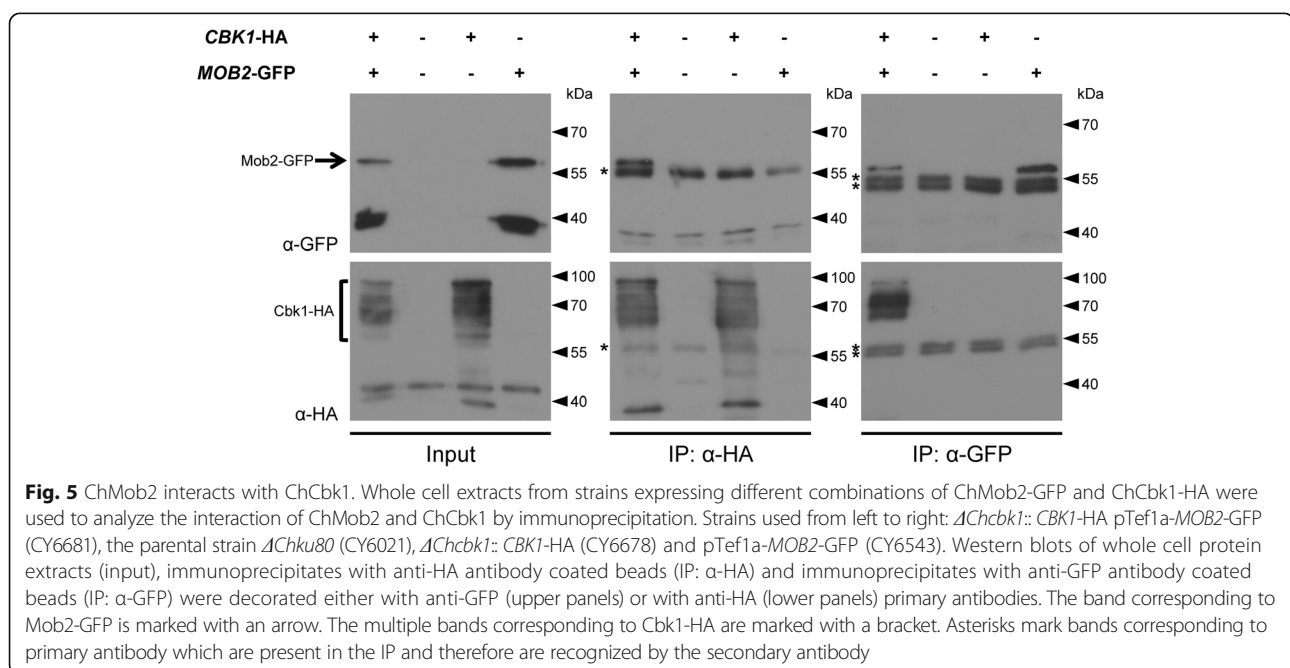 CBK1-HA + - + - + - + - + - + -
MOB2-GFP + - - + + - - + + - - +
kDa kDa kDa
70 70 70
Mob2-GFP
55 * 55 * 55
*
40 40 40
α-GFP
100 100 100
Cbk1-HA 70 70 70
55 * 55 * 55
*
40 40 40
α-HA
Input IP: α-HA IP: α-GFP
Fig. 5 ChMob2 interacts with ChCbk1. Whole cell extracts from strains expressing different combinations of ChMob2-GFP and ChCbk1-HA were
used to analyze the interaction of ChMob2 and ChCbk1 by immunoprecipitation. Strains used from left to right: ΔChcbk1:: CBK1-HA pTef1a-MOB2-GFP
(CY6681), the parental strain ΔChku80 (CY6021), ΔChcbk1:: CBK1-HA (CY6678) and pTef1a-MOB2-GFP (CY6543). Western blots of whole cell protein
extracts (input), immunoprecipitates with anti-HA antibody coated beads (IP: α-HA) and immunoprecipitates with anti-GFP antibody coated
beads (IP: α-GFP) were decorated either with anti-GFP (upper panels) or with anti-HA (lower panels) primary antibodies. The band corresponding to
Mob2-GFP is marked with an arrow. The multiple bands corresponding to Cbk1-HA are marked with a bracket. Asterisks mark bands corresponding to
primary antibody which are present in the IP and therefore are recognized by the secondary antibody